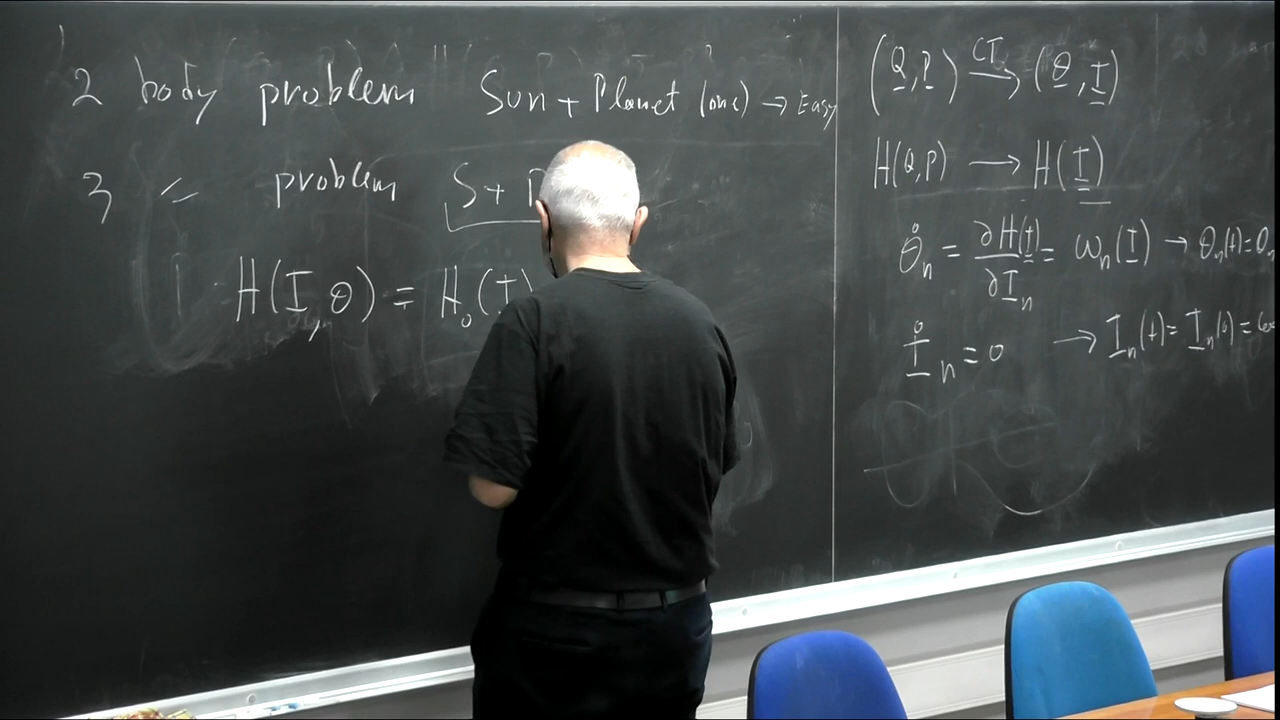 2 body problem Sun + Planet (one) → Easy
3 〃 problem S + P
H(I, θ) = H₀(I)
(Q, P) CT→ (θ, I)
H(Q, P) → H(I)
θ̇ₙ = ∂H(I)/∂Iₙ = ωₙ(I) → θₙ(t) = θₙ
İₙ = 0 → Iₙ(t) = Iₙ(0) =